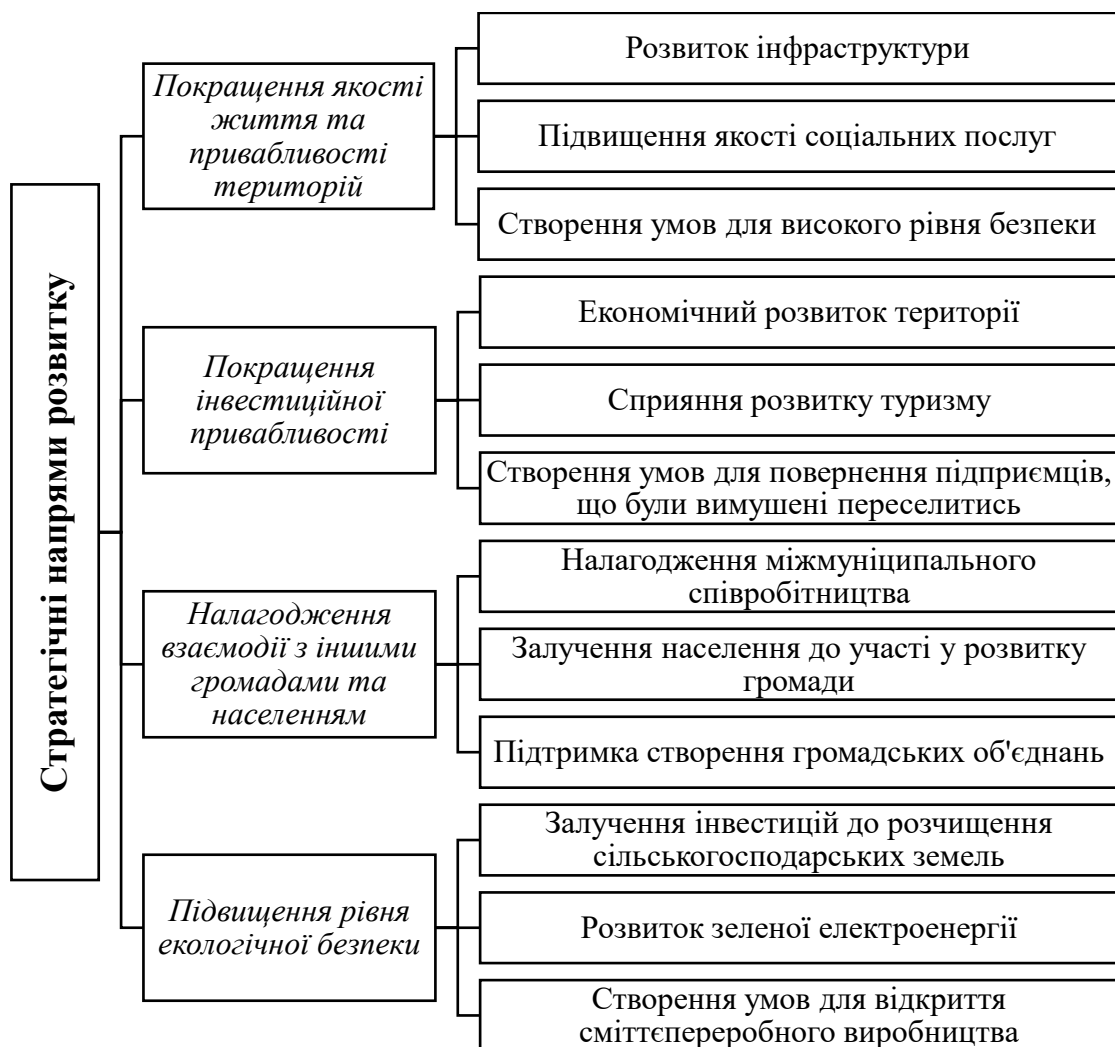 Стратегічні напрями розвитку
Покращення якості
життя та
привабливості
територій
Розвиток інфраструктури
Підвищення якості соціальних послуг
Створення умов для високого рівня безпеки
Покращення
інвестиційної
привабливості
Економічний розвиток території
Сприяння розвитку туризму
Створення умов для повернення підприємців,
що були вимушені переселитись
Налагодження
взаємодії з іншими
громадами та
населенням
Налагодження міжмуніципального
співробітництва
Залучення населення до участі у розвитку
громади
Підтримка створення громадських об'єднань
Підвищення рівня
екологічної безпеки
Залучення інвестицій до розчищення
сільськогосподарських земель
Розвиток зеленої електроенергії
Створення умов для відкриття
сміттєпереробного виробництва